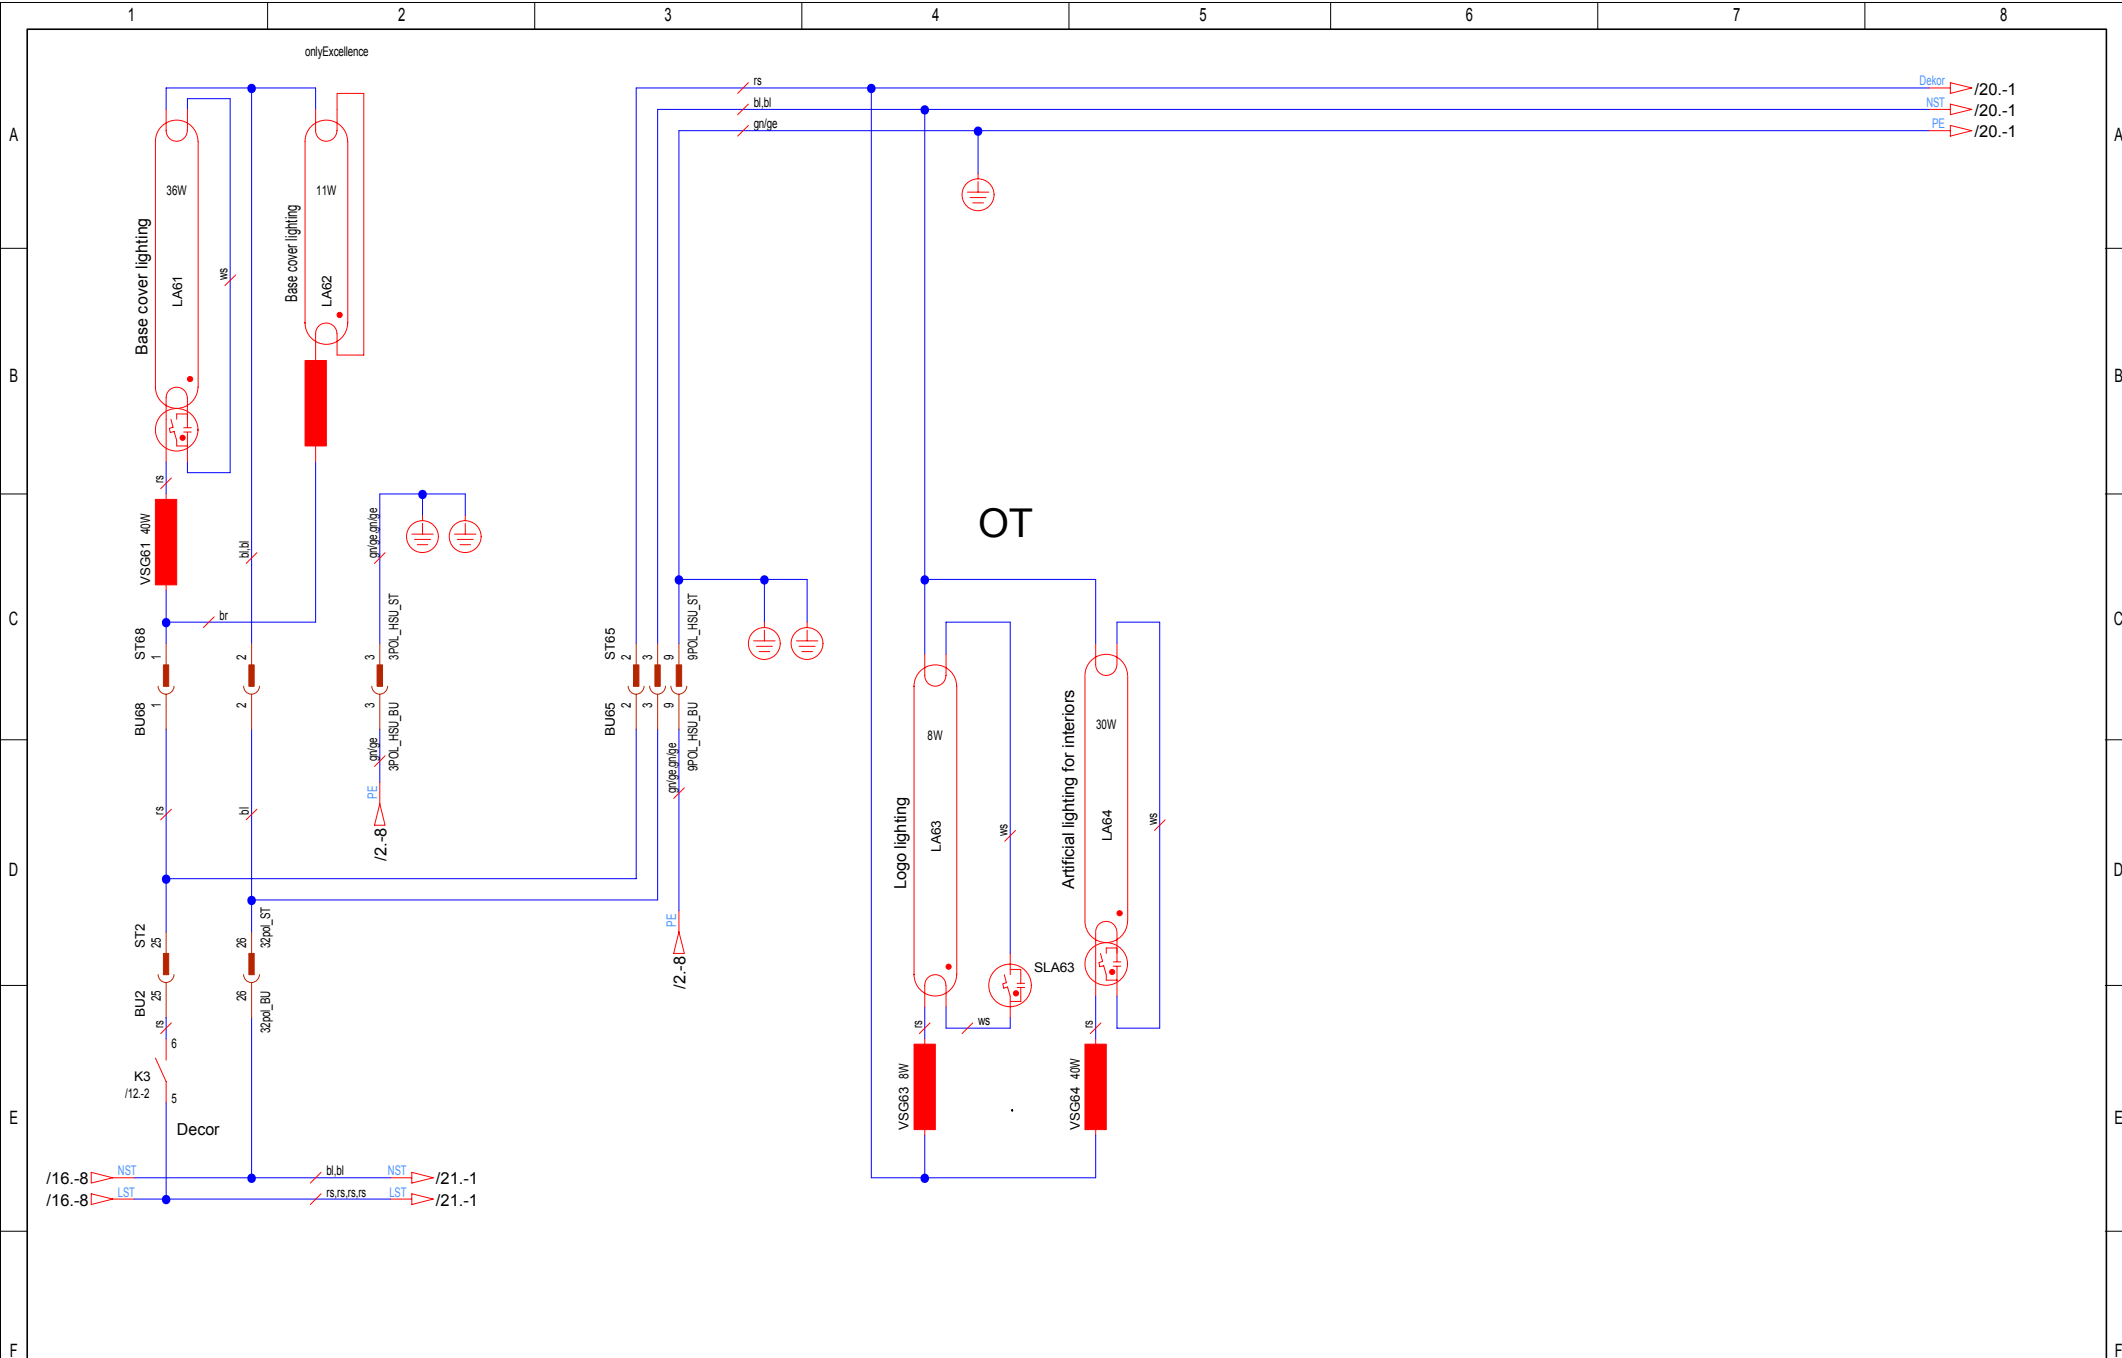 1 2 3 4 5 6 7 8
onlyExcellence
rs
Dekor
/20.-1
bl,bl
NST
/20.-1
gn/ge
PE
/20.-1
A
A
36W
11W
Base cover lighting
LA61
ws
Base cover lighting
LA62
B
B
rs
VSG61 40W
bl,bl
gn/ge,gn/ge
OT
br
C
C
ST68
1
2
3
3POL_HSU_ST
ST65
2
3
9
9POL_HSU_ST
BU68
1
2
3
3POL_HSU_BU
BU65
2
3
9
9POL_HSU_BU
gn/ge
gn/ge,gn/ge
8W
30W
Logo lighting
LA63
ws
Artificial lighting for interiors
LA64
ws
rs
bl
PE
/2.-8
D
D
PE
/2.-8
ST2
25
26
32pol_ST
BU2
25
26
32pol_BU
SLA63
rs
6
K3
/12.-2
5
rs
ws
rs
VSG63 8W
VSG64 40W
E
E
Decor
/16.-8
NST
bl,bl
NST
/21.-1
/16.-8
LST
rs,rs,rs,rs
LST
/21.-1
F
F